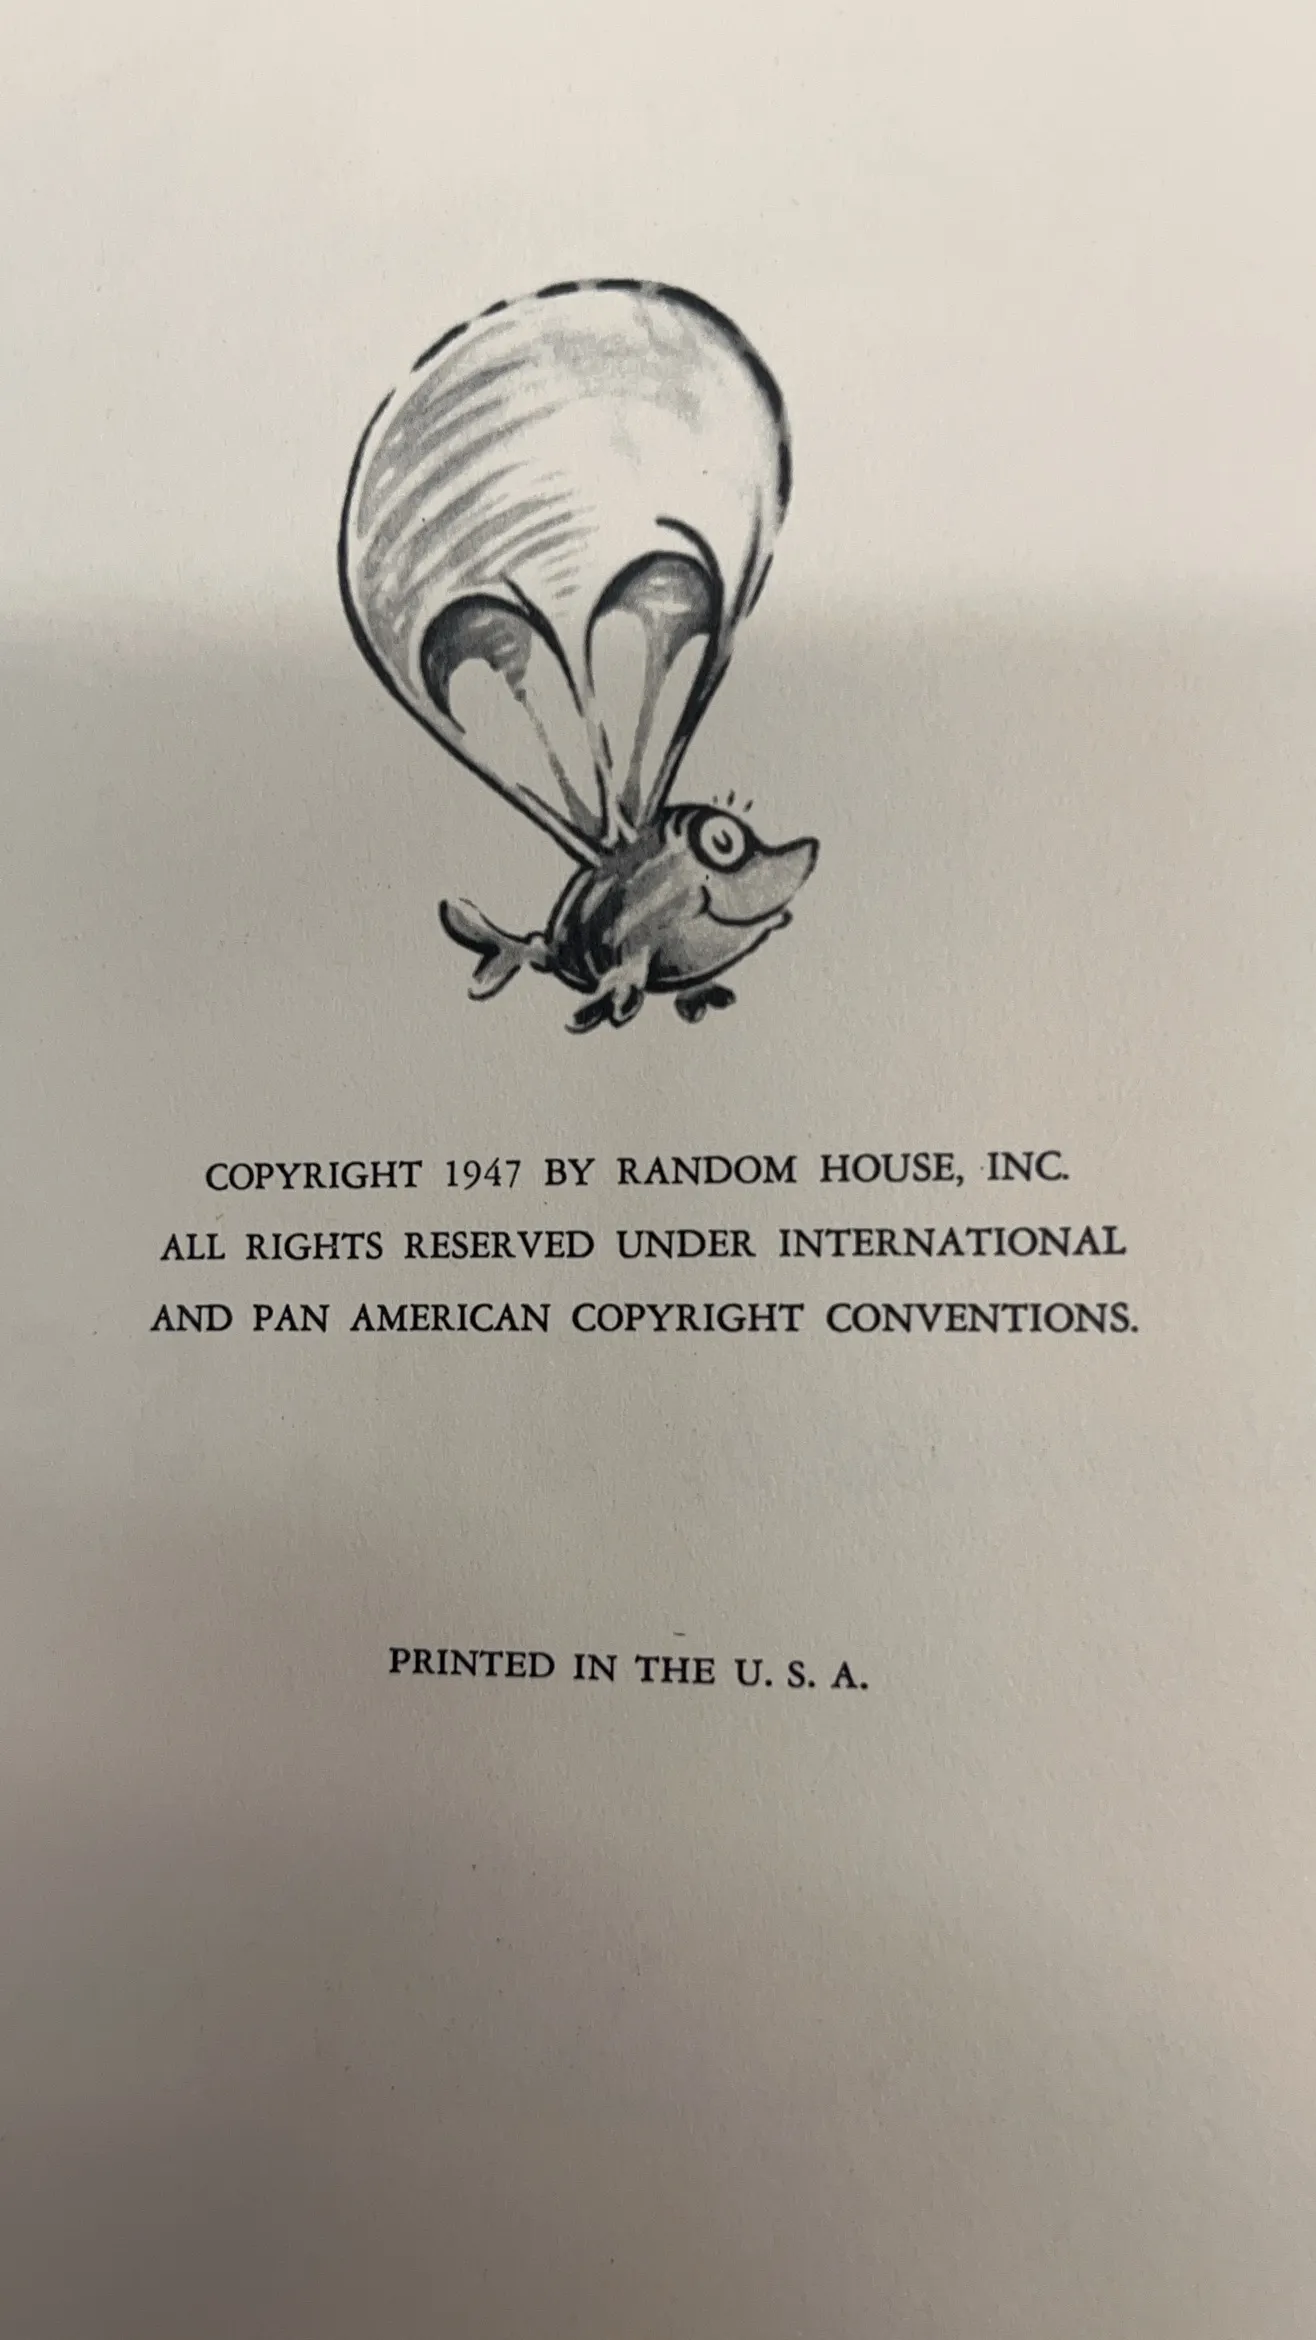 COPYRIGHT 1947 BY RANDOM HOUSE, INC.
ALL RIGHTS RESERVED UNDER INTERNATIONAL
AND PAN AMERICAN COPYRIGHT CONVENTIONS.
PRINTED IN THE U. S. A.